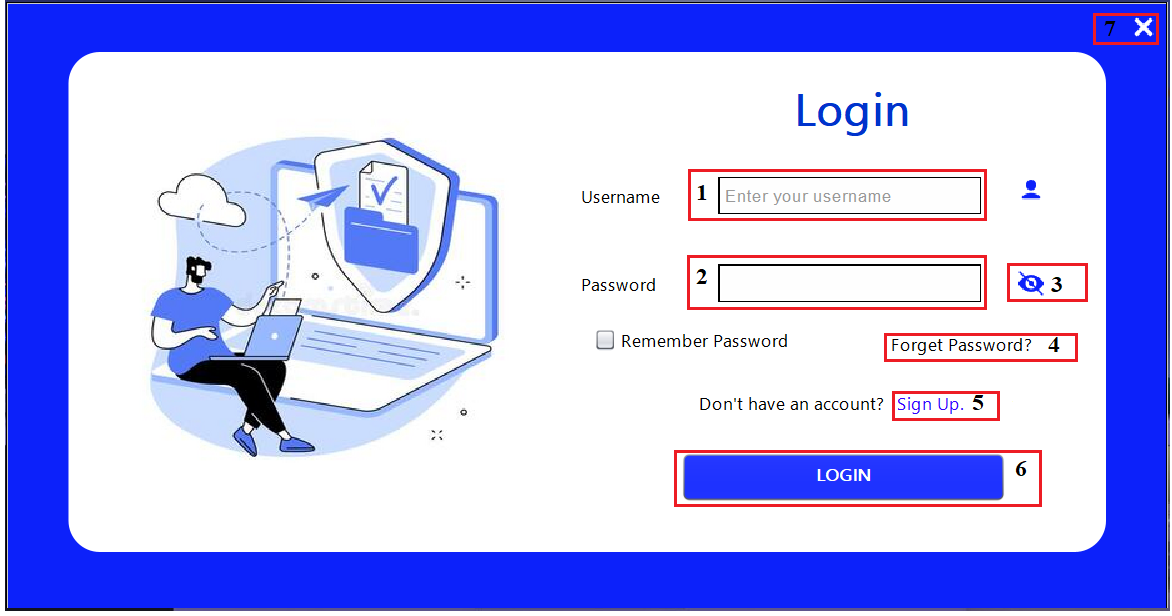 7
Login
Username 1 Enter your username
Password 2 3
Remember Password Forget Password? 4
Don't have an account? Sign Up. 5
LOGIN 6